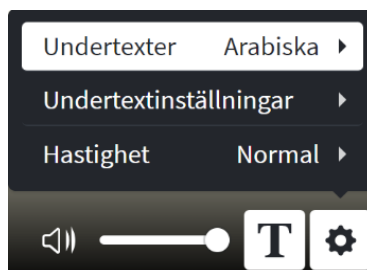 Undertexter Arabiska
Undertextinställningar
Hastighet Normal
T